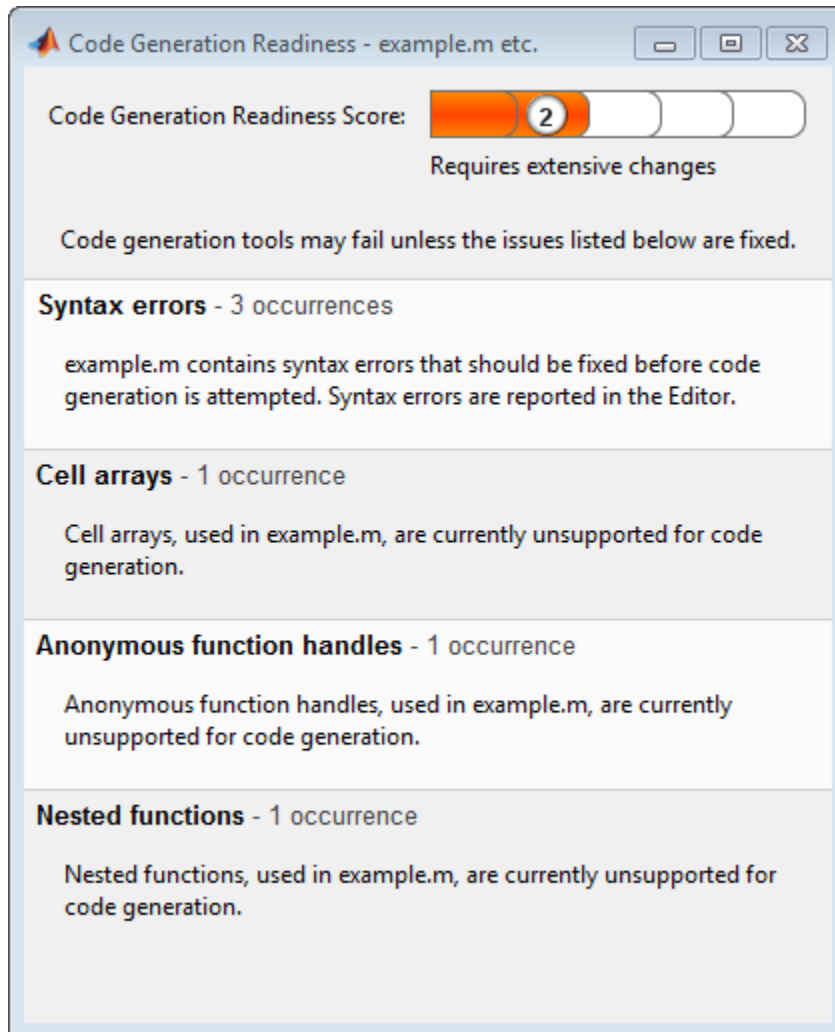 Code Generation Readiness - example.m etc.
Code Generation Readiness Score:
2
Requires extensive changes
Code generation tools may fail unless the issues listed below are fixed.
Syntax errors - 3 occurrences
example.m contains syntax errors that should be fixed before code
generation is attempted. Syntax errors are reported in the Editor.
Cell arrays - 1 occurrence
Cell arrays, used in example.m, are currently unsupported for code
generation.
Anonymous function handles - 1 occurrence
Anonymous function handles, used in example.m, are currently
unsupported for code generation.
Nested functions - 1 occurrence
Nested functions, used in example.m, are currently unsupported for
code generation.